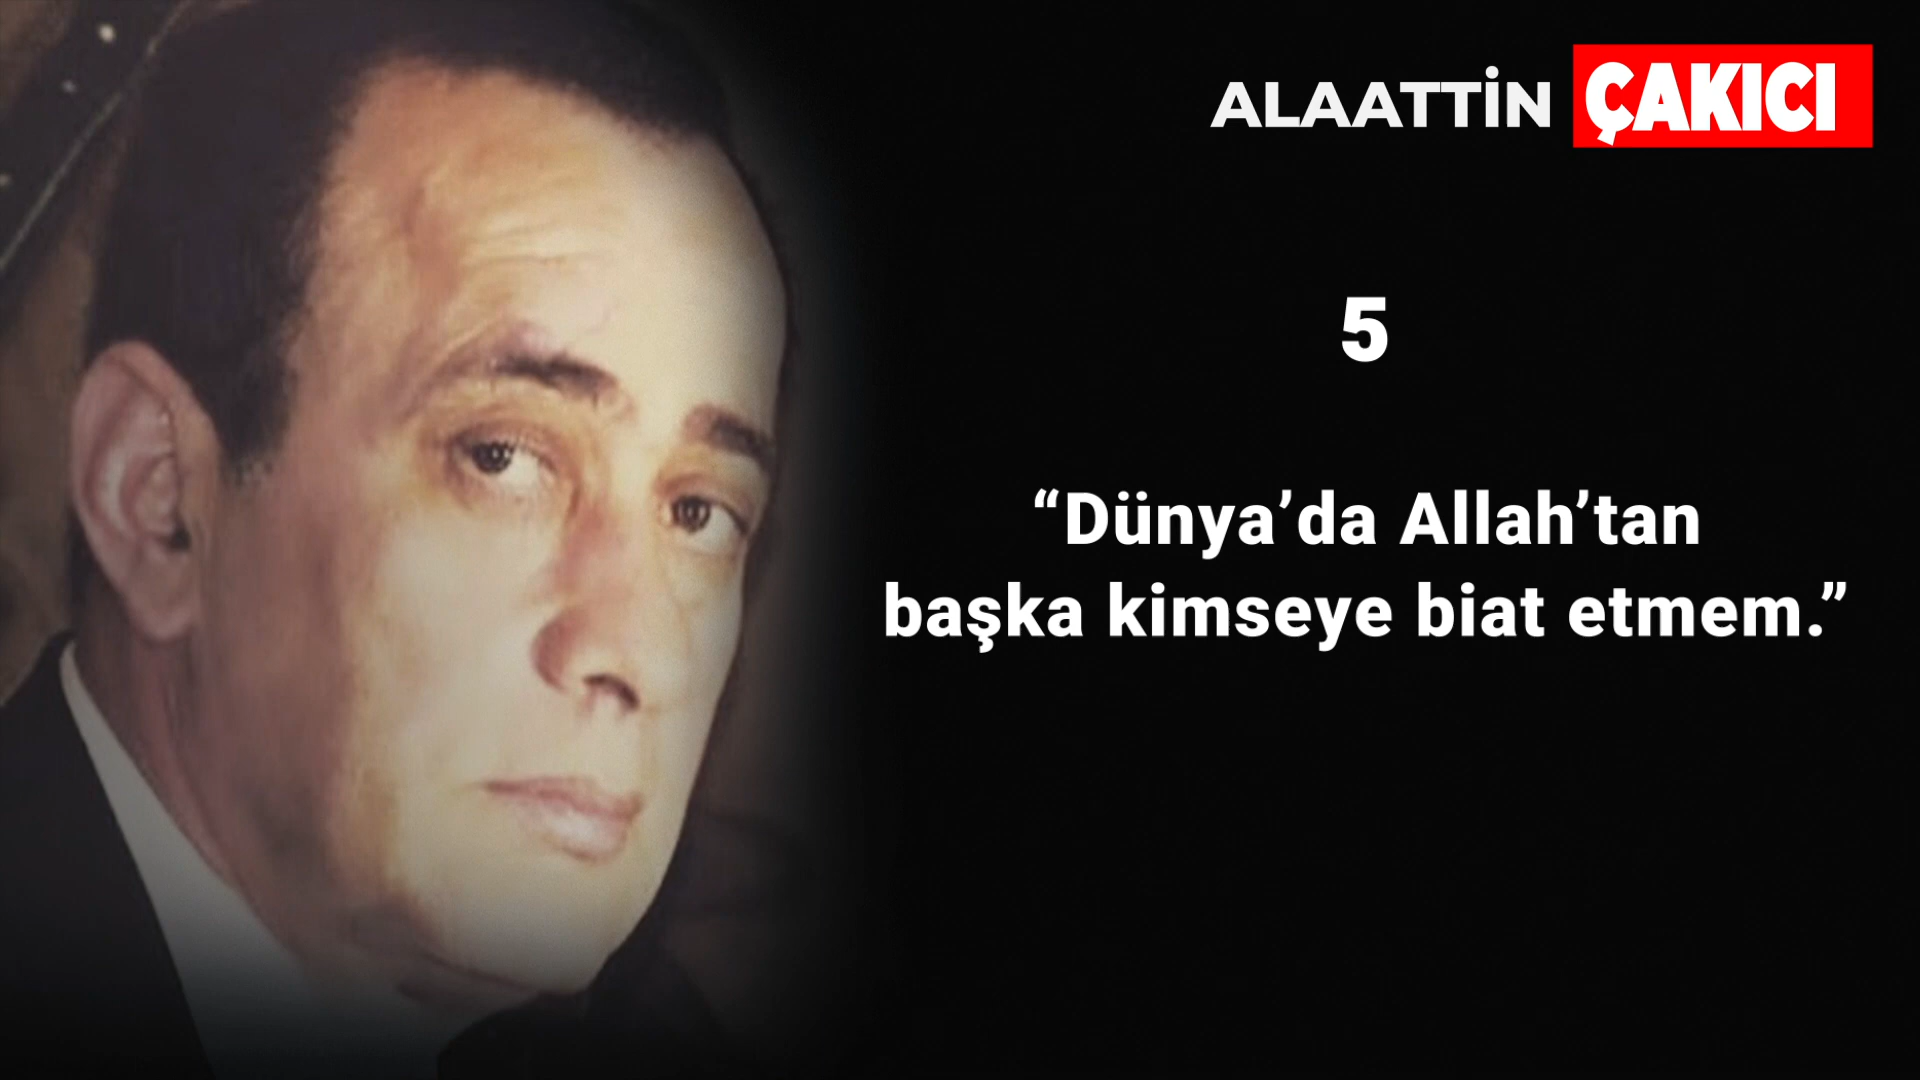 ALAATTİN ÇAKICI
5
“Dünya’da Allah’tan
başka kimseye biat etmem.”